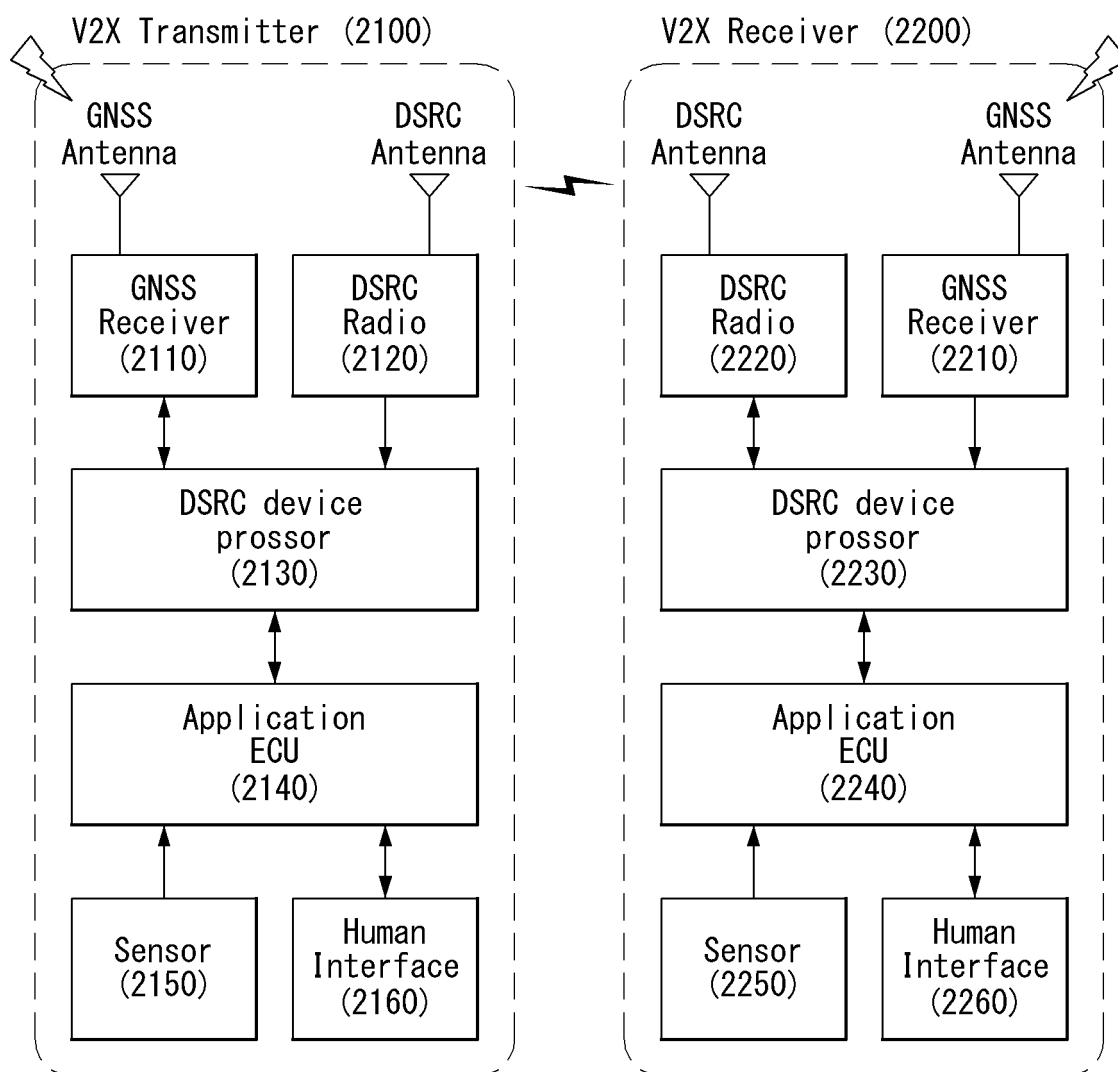 V2X Transmitter (2100)
GNSS
Antenna
DSRC
Antenna
GNSS
Receiver
(2110)
DSRC
Radio
(2120)
DSRC device
prossor
(2130)
Application
ECU
(2140)
Sensor
(2150)
Human
Interface
(2160)
V2X Receiver (2200)
DSRC
Antenna
GNSS
Antenna
DSRC
Radio
(2220)
GNSS
Receiver
(2210)
DSRC device
prossor
(2230)
Application
ECU
(2240)
Sensor
(2250)
Human
Interface
(2260)